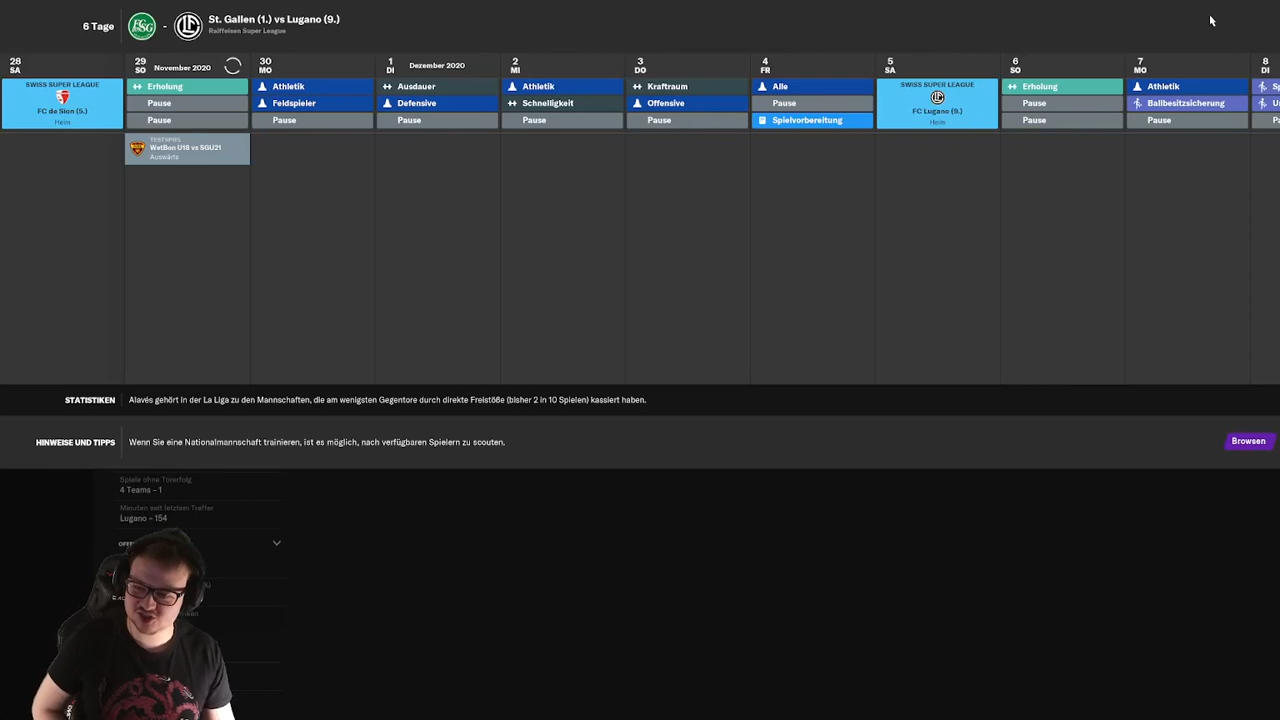 6 Tage
St. Gallen (1.) vs Lugano (9.)
Raiffeisen Super League
28
SA
29
SO
November 2020
30
MO
1
DI
Dezember 2020
2
MI
3
DO
4
FR
5
SA
6
SO
7
MO
8
DI
SWISS SUPER LEAGUE
FC de Sion (5.)
Heim
Erholung
Pause
Pause
Athletik
Feldspieler
Pause
Ausdauer
Defensive
Pause
Athletik
Schnelligkeit
Pause
Kraftraum
Offensive
Pause
Alle
Pause
Spielvorbereitung
SWISS SUPER LEAGUE
FC Lugano (9.)
Heim
Erholung
Pause
Pause
Athletik
Ballbesitzsicherung
Pause
TESTSPIEL
WetBon U18 vs SGU21
Auswärts
STATISTIKEN
Alavés gehört in der La Liga zu den Mannschaften, die am wenigsten Gegentore durch direkte Freistöße (bisher 2 in 10 Spielen) kassiert haben.
HINWEISE UND TIPPS
Wenn Sie eine Nationalmannschaft trainieren, ist es möglich, nach verfügbaren Spielern zu scouten.
Browsen
Spiele ohne Torerfolg
4 Teams - 1
Minuten seit letztem Treffer
Lugano - 154